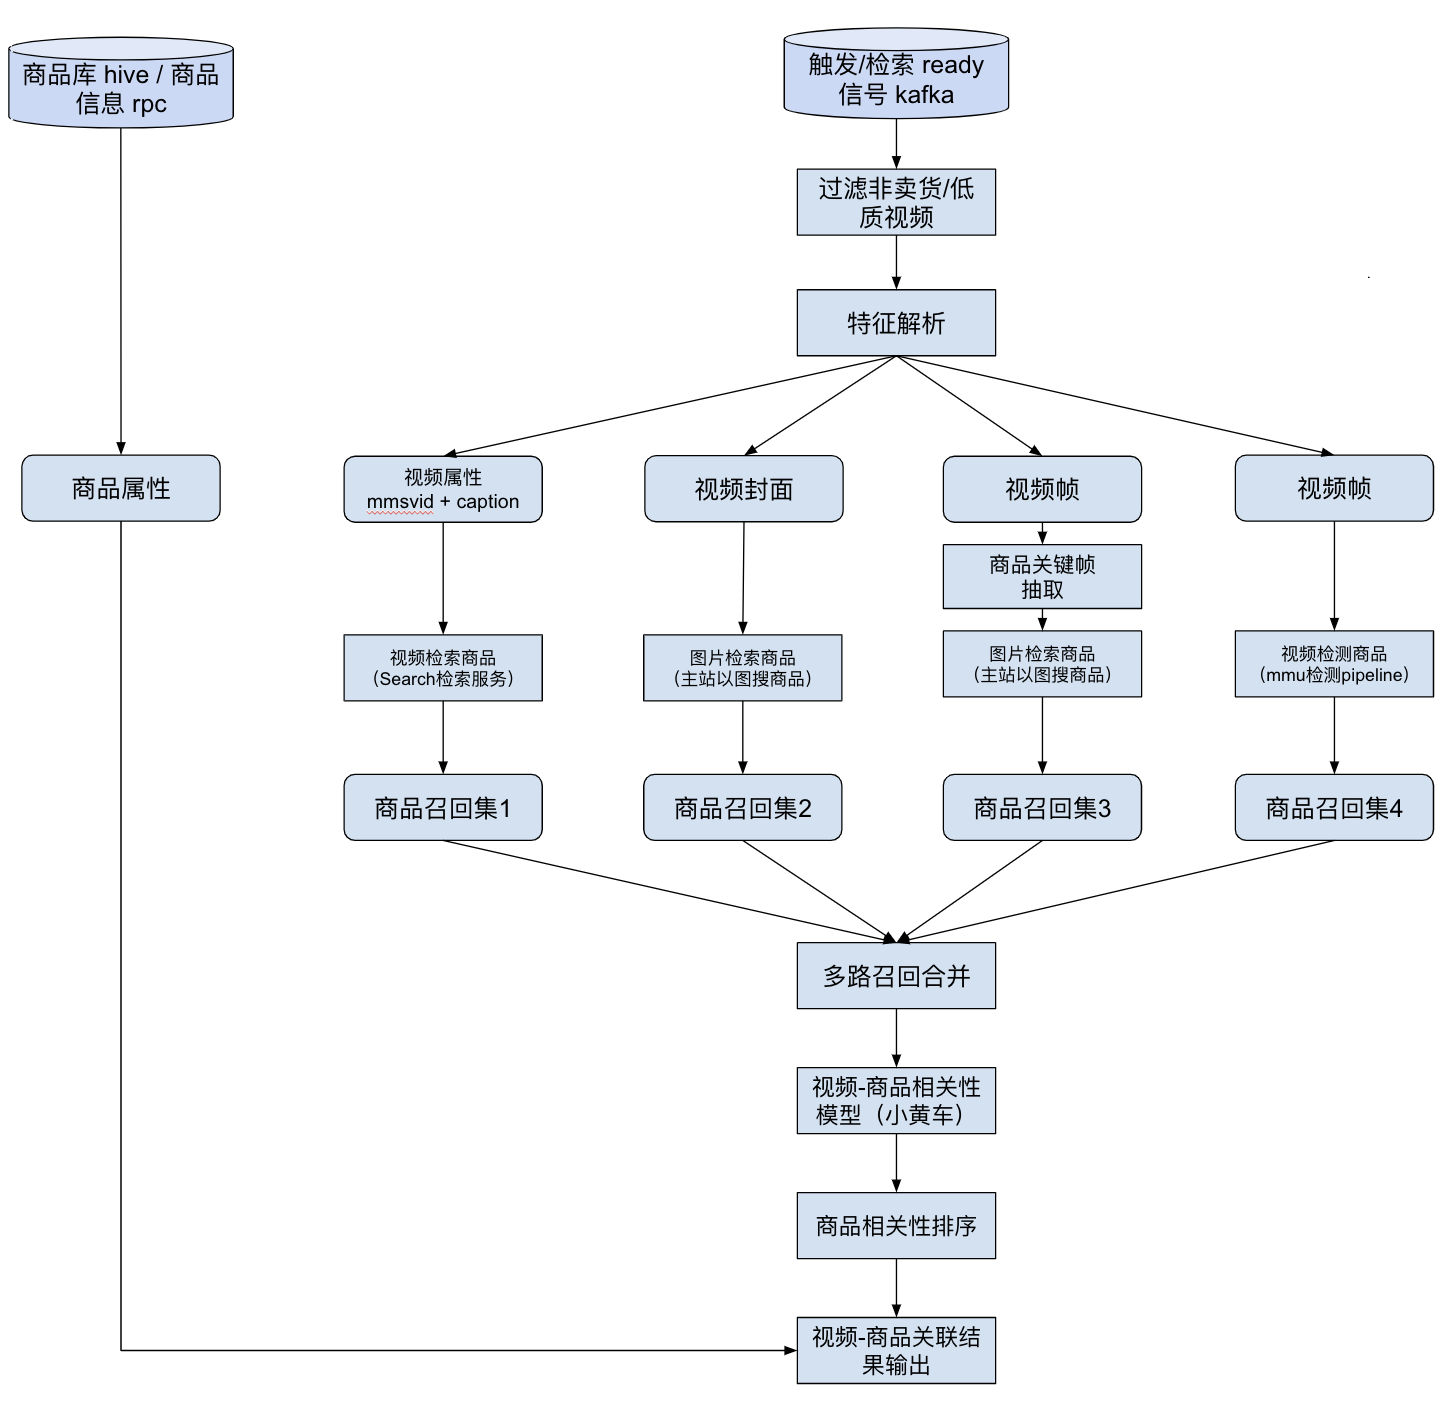 商品库 hive / 商品
信息 rpc
触发/检索 ready
信号 kafka
过滤非卖货/低
质视频
特征解析
商品属性
视频属性
mmsvid + caption
视频封面
视频帧
视频帧
商品关键帧
抽取
视频检索商品
（Search检索服务）
图片检索商品
（主站以图搜商品）
图片检索商品
（主站以图搜商品）
视频检测商品
（mmu检测pipeline）
商品召回集1
商品召回集2
商品召回集3
商品召回集4
多路召回合并
视频-商品相关性
模型（小黄车）
商品相关性排序
视频-商品关联结
果输出